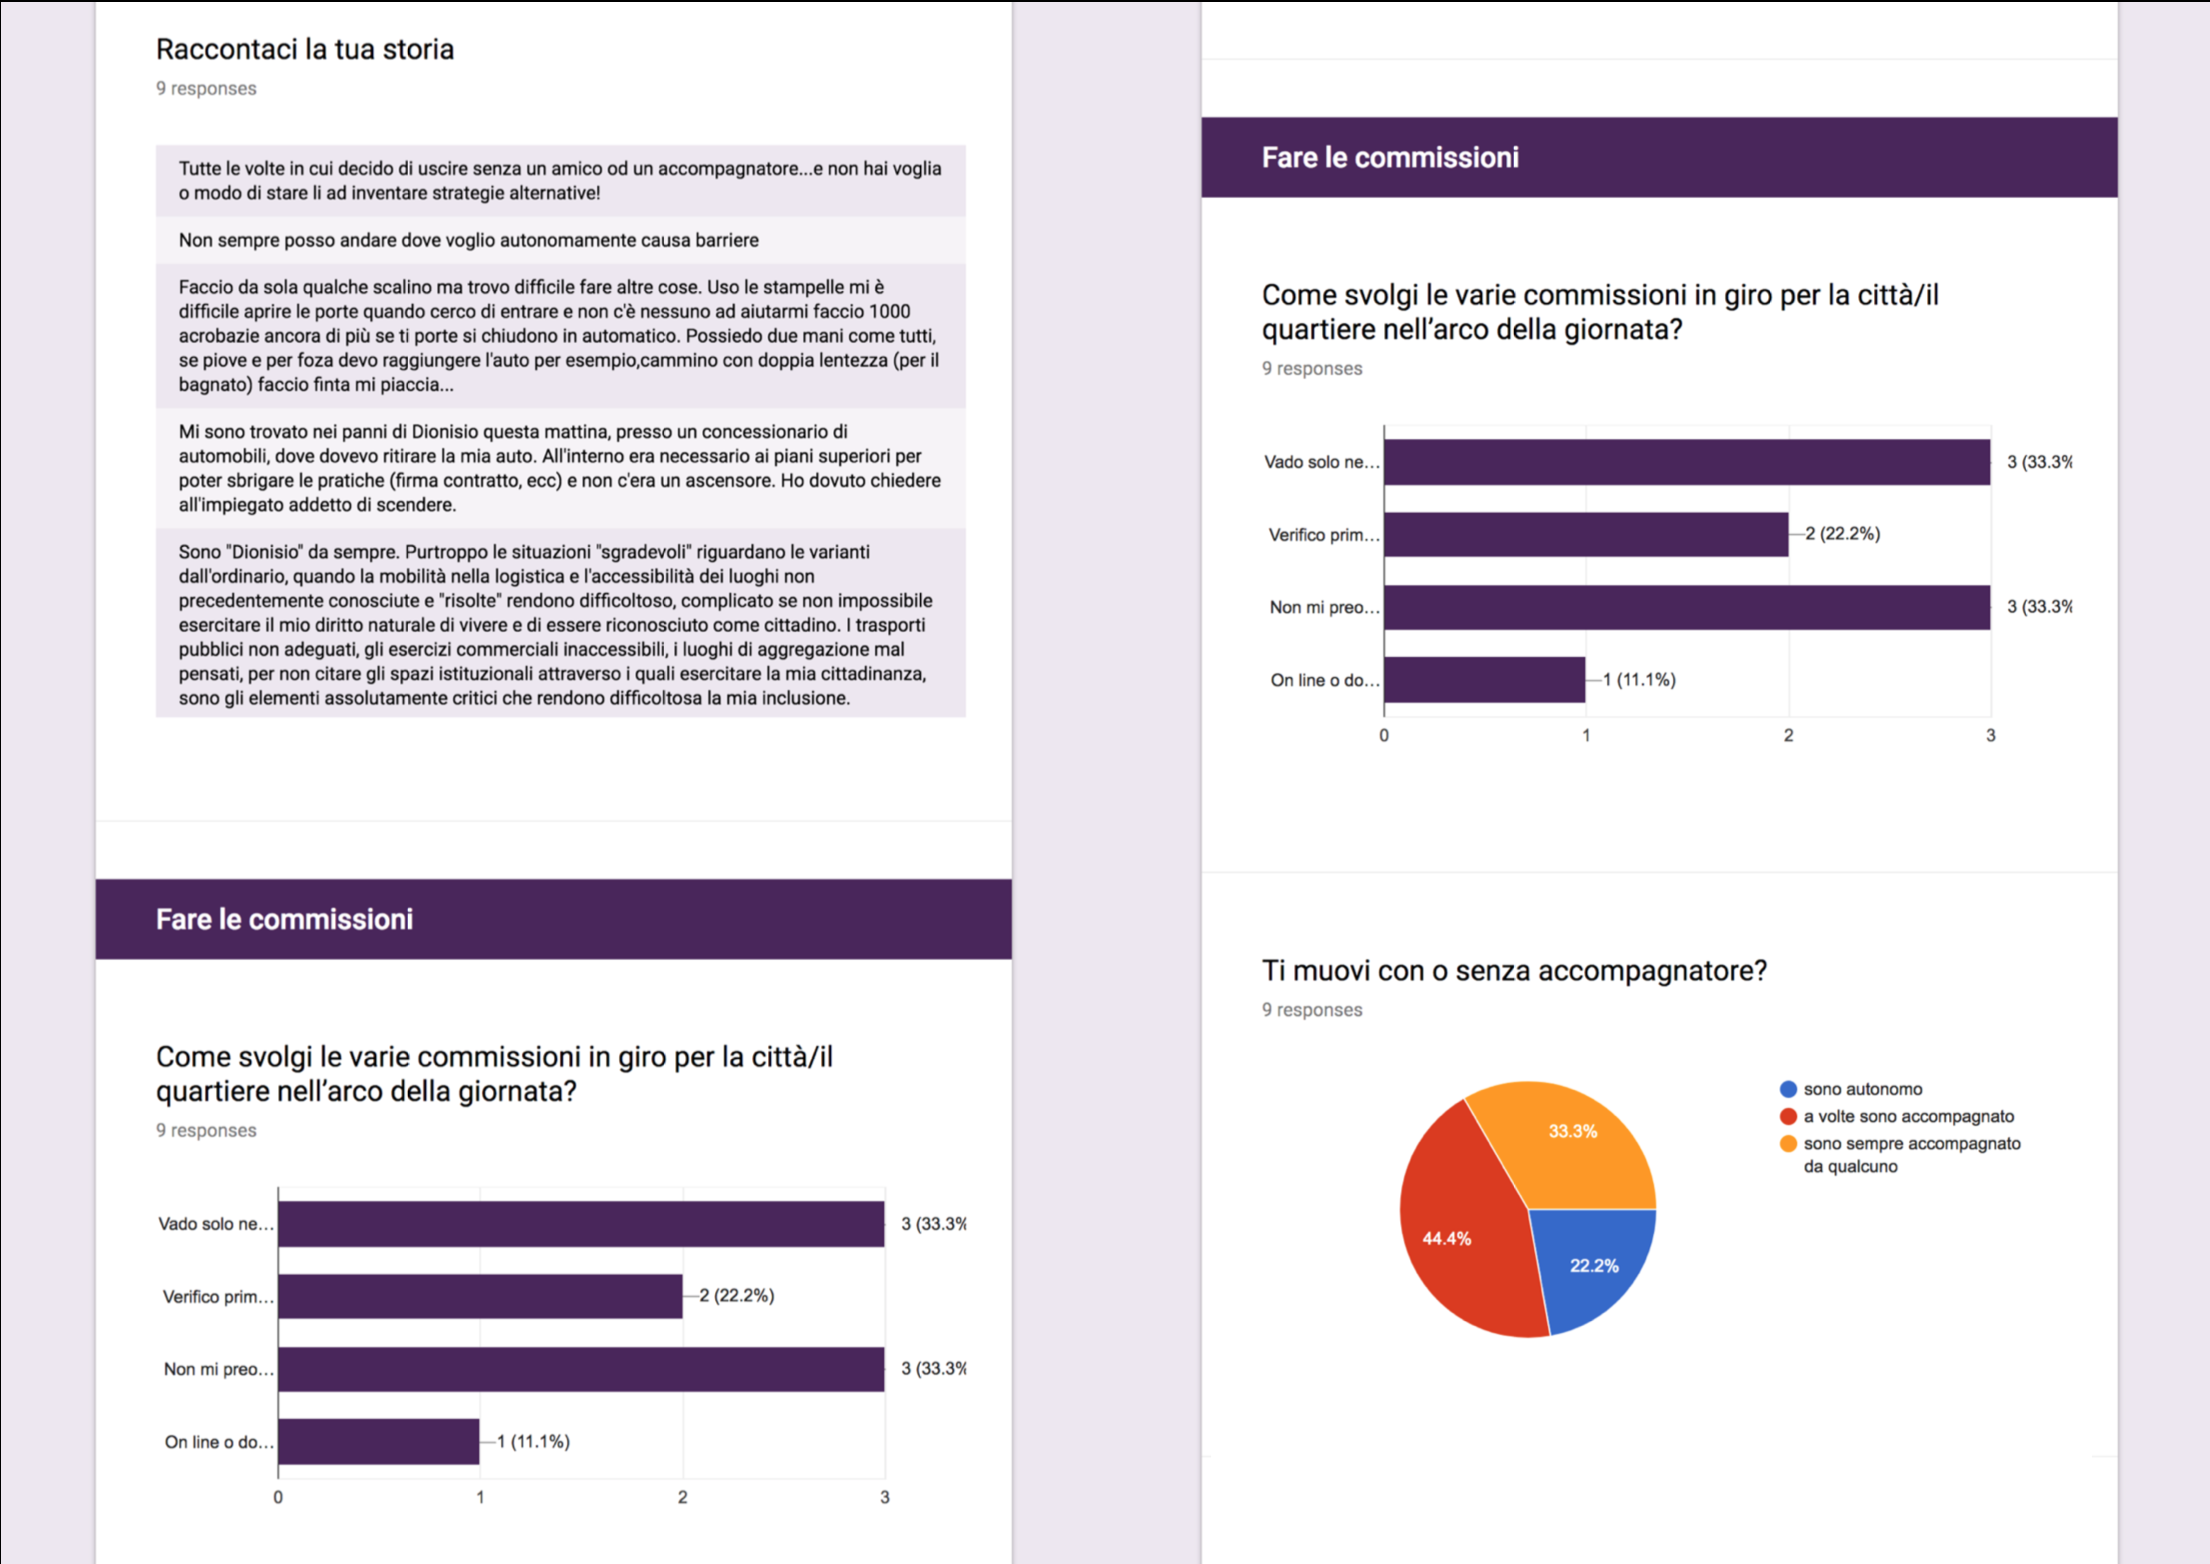 Raccontaci la tua storia
9 responses
Tutte le volte in cui decido di uscire senza un amico od un accompagnatore...e non hai voglia
o modo di stare li ad inventare strategie alternative!
Non sempre posso andare dove voglio autonomamente causa barriere
Faccio da sola qualche scalino ma trovo difficile fare altre cose. Uso le stampelle mi è
difficile aprire le porte quando cerco di entrare e non c'è nessuno ad aiutarmi faccio 1000
acrobazie ancora di più se ti porte si chiudono in automatico. Possiedo due mani come tutti,
se piove e per foza devo raggiungere l'auto per esempio,cammino con doppia lentezza (per il
bagnato) faccio finta mi piaccia...
Mi sono trovato nei panni di Dionisio questa mattina, presso un concessionario di
automobili, dove dovevo ritirare la mia auto. All'interno era necessario ai piani superiori per
poter sbrigare le pratiche (firma contratto, ecc) e non c'era un ascensore. Ho dovuto chiedere
all'impiegato addetto di scendere.
Sono "Dionisio" da sempre. Purtroppo le situazioni "sgradevoli" riguardano le varianti
dall'ordinario, quando la mobilità nella logistica e l'accessibilità dei luoghi non
precedentemente conosciute e "risolte" rendono difficoltoso, complicato se non impossibile
esercitare il mio diritto naturale di vivere e di essere riconosciuto come cittadino. I trasporti
pubblici non adeguati, gli esercizi commerciali inaccessibili, i luoghi di aggregazione mal
pensati, per non citare gli spazi istituzionali attraverso i quali esercitare la mia cittadinanza,
sono gli elementi assolutamente critici che rendono difficoltosa la mia inclusione.
Fare le commissioni
Come svolgi le varie commissioni in giro per la città/il
quartiere nell'arco della giornata?
9 responses
Vado solo ne... 3 (33.3%
Verifico prim... 2 (22.2%)
Non mi preo... 3 (33.3%
On line o do... 1 (11.1%)
0 1 2 3
Fare le commissioni
Come svolgi le varie commissioni in giro per la città/il
quartiere nell'arco della giornata?
9 responses
Vado solo ne... 3 (33.3%
Verifico prim... 2 (22.2%)
Non mi preo... 3 (33.3%
On line o do... 1 (11.1%)
0 1 2 3
Ti muovi con o senza accompagnatore?
9 responses
33.3%
44.4%
22.2%
sono autonomo
a volte sono accompagnato
sono sempre accompagnato
da qualcuno